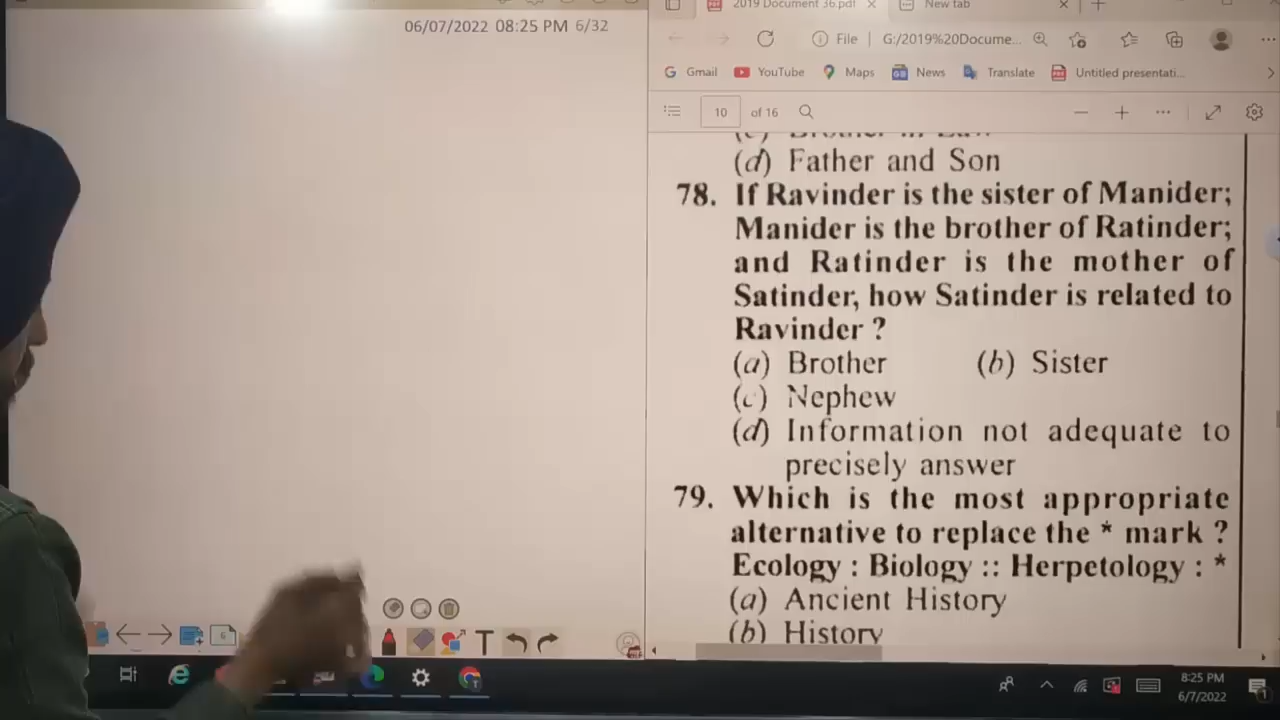 2019 Document 36.pdf
New tab
06/07/2022 08:25 PM 6/32
File G:/2019%20Docume...
Gmail YouTube Maps News Translate Untitled presentati...
10 of 16
(d) Father and Son
78. If Ravinder is the sister of Manider;
Manider is the brother of Ratinder;
and Ratinder is the mother of
Satinder, how Satinder is related to
Ravinder ?
(a) Brother (b) Sister
(c) Nephew
(d) Information not adequate to
precisely answer
79. Which is the most appropriate
alternative to replace the * mark ?
Ecology : Biology :: Herpetology : *
(a) Ancient History
(b) History
6 T
8:25 PM
6/7/2022